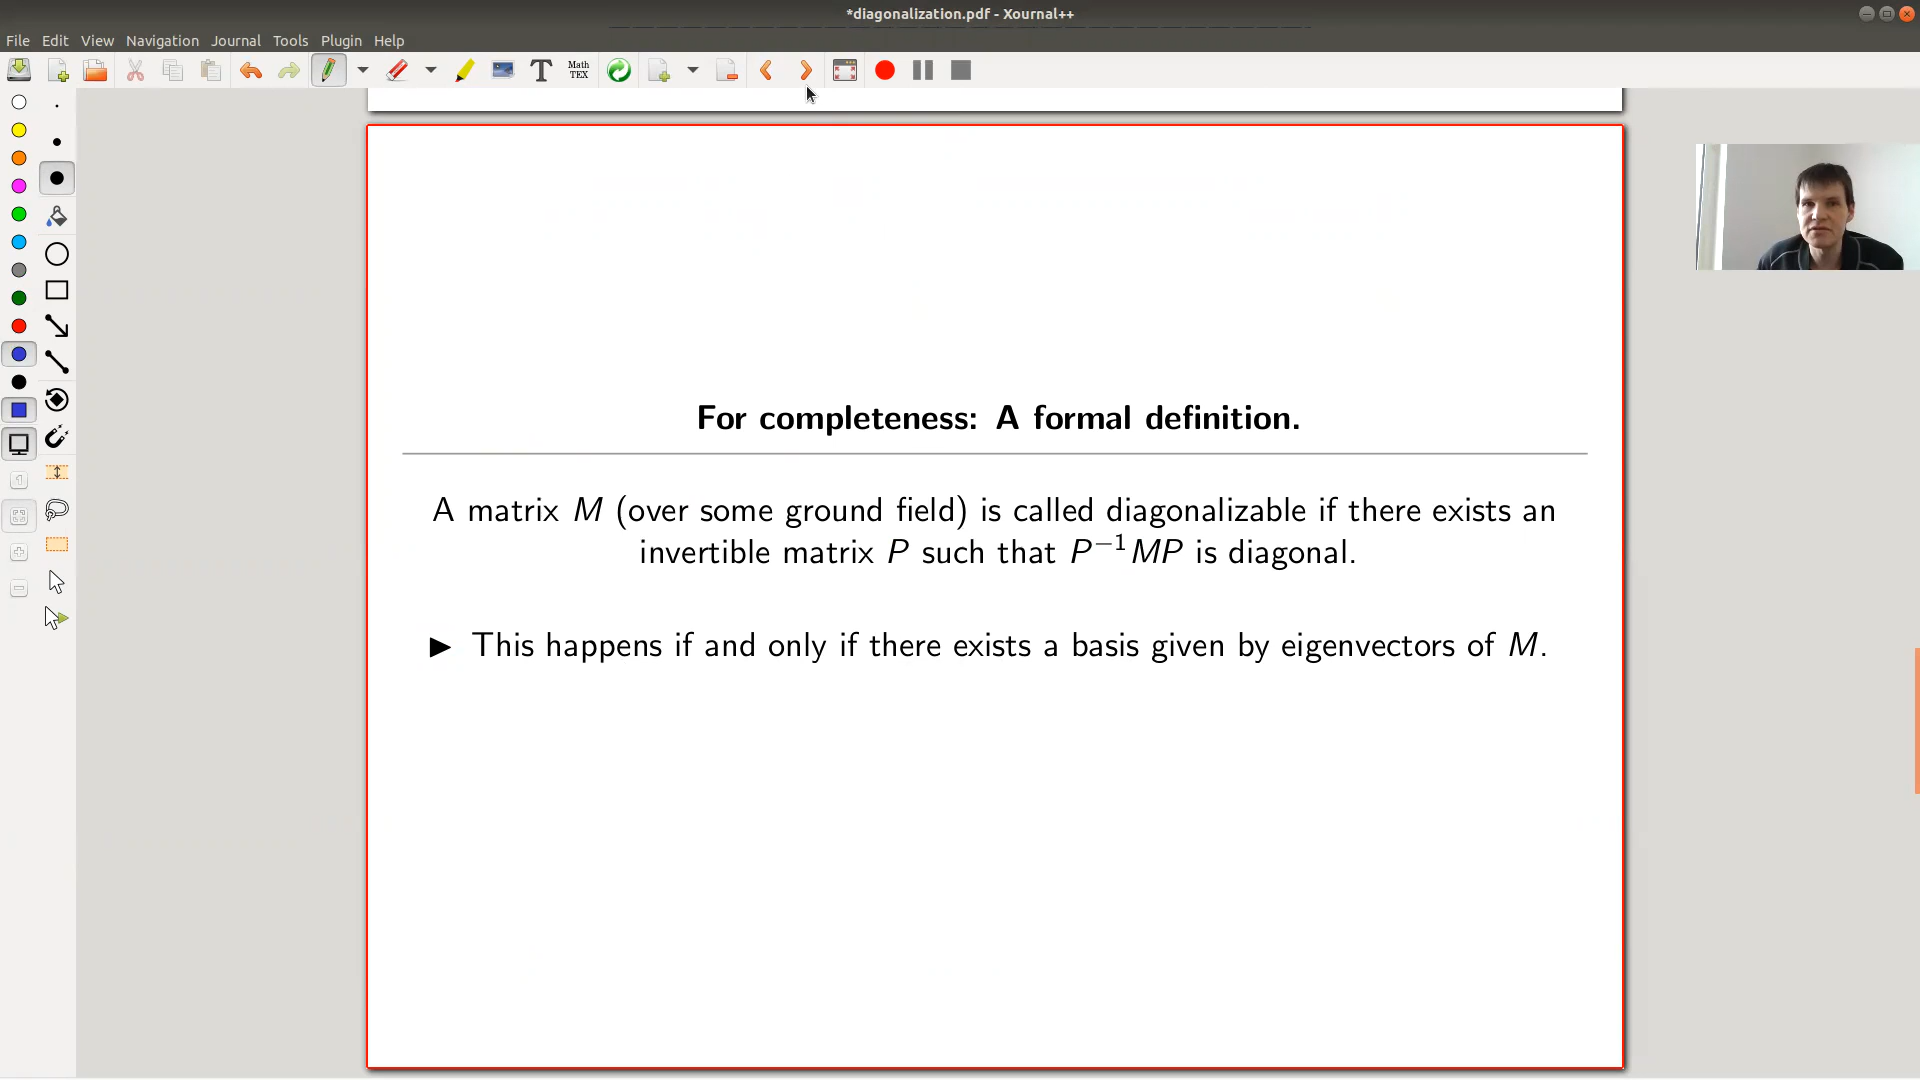 *diagonalization.pdf - Xournal++
File Edit View Navigation Journal Tools Plugin Help
Math
TEX
For completeness: A formal definition.
A matrix M (over some ground field) is called diagonalizable if there exists an
invertible matrix P such that P⁻¹MP is diagonal.
▶ This happens if and only if there exists a basis given by eigenvectors of M.